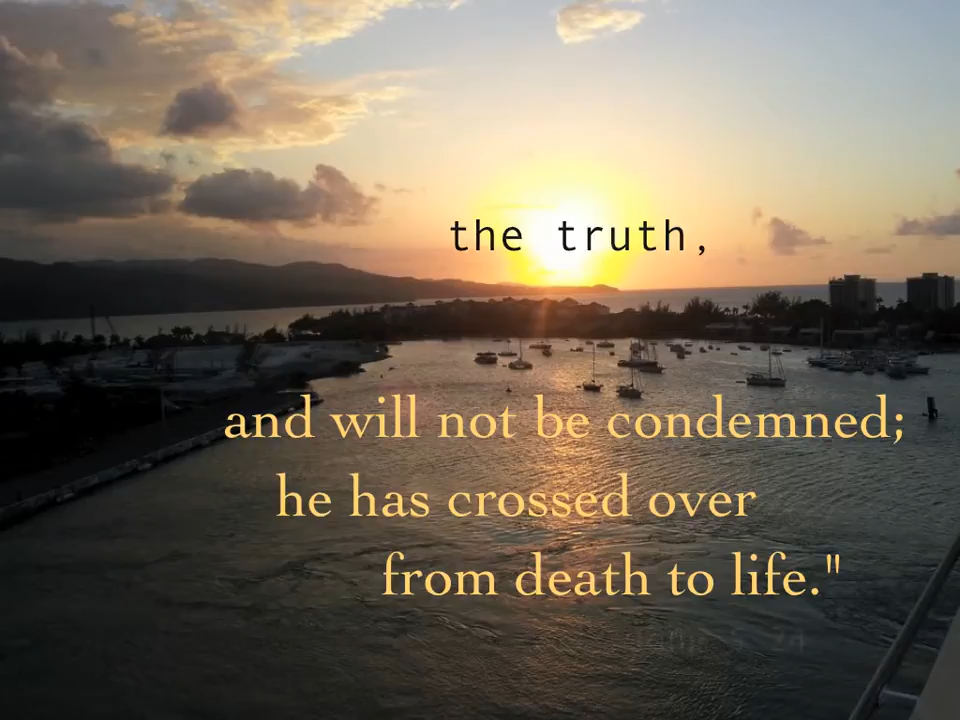 the truth,
and will not be condemned;
he has crossed over
from death to life."